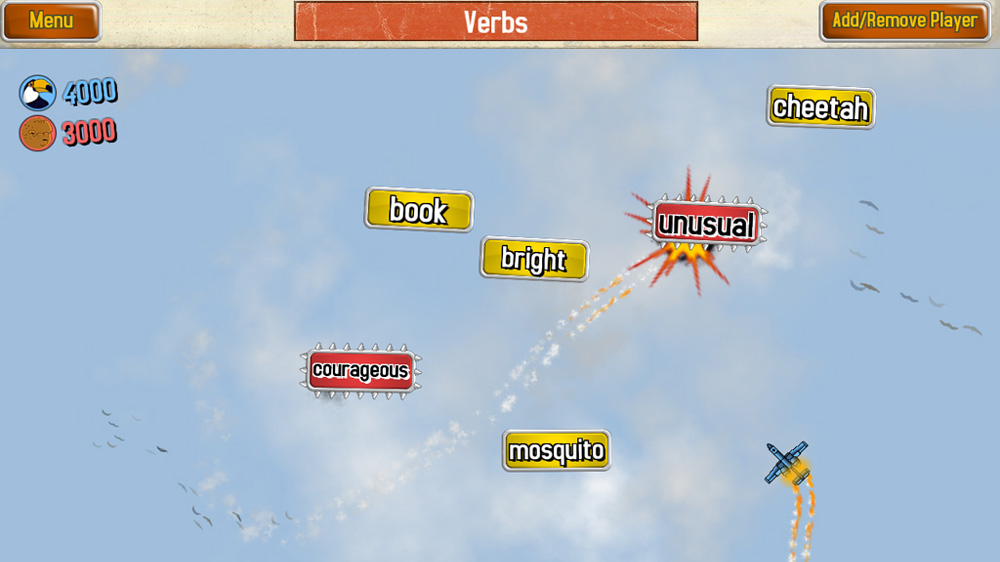 Menu
Verbs
Add/Remove Player
4000
3000
cheetah
book
unusual
bright
courageous
mosquito